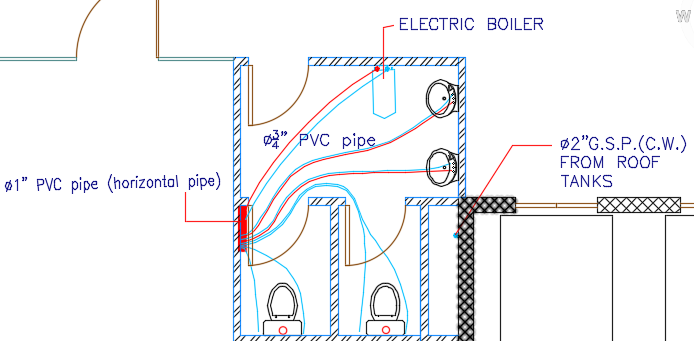 W
ELECTRIC BOILER
ø3/4" PVC pipe
ø2"G.S.P.(C.W.)
FROM ROOF
TANKS
ø1" PVC pipe (horizontal pipe)